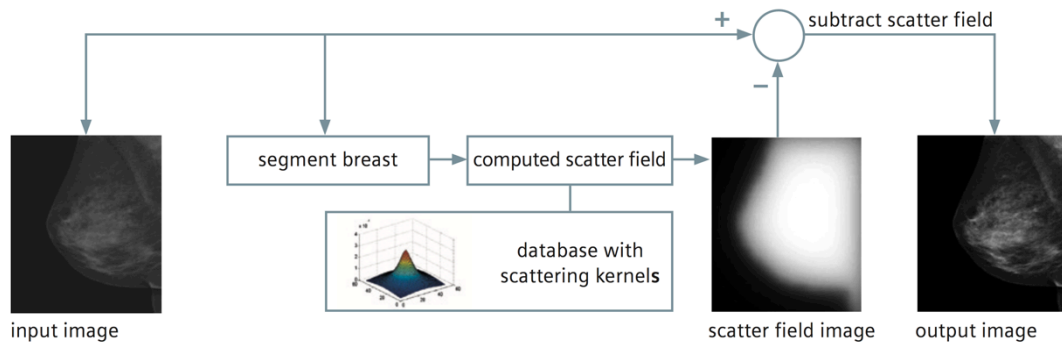 +
subtract scatter field
−
segment breast
computed scatter field
database with
scattering kernels
input image
scatter field image
output image